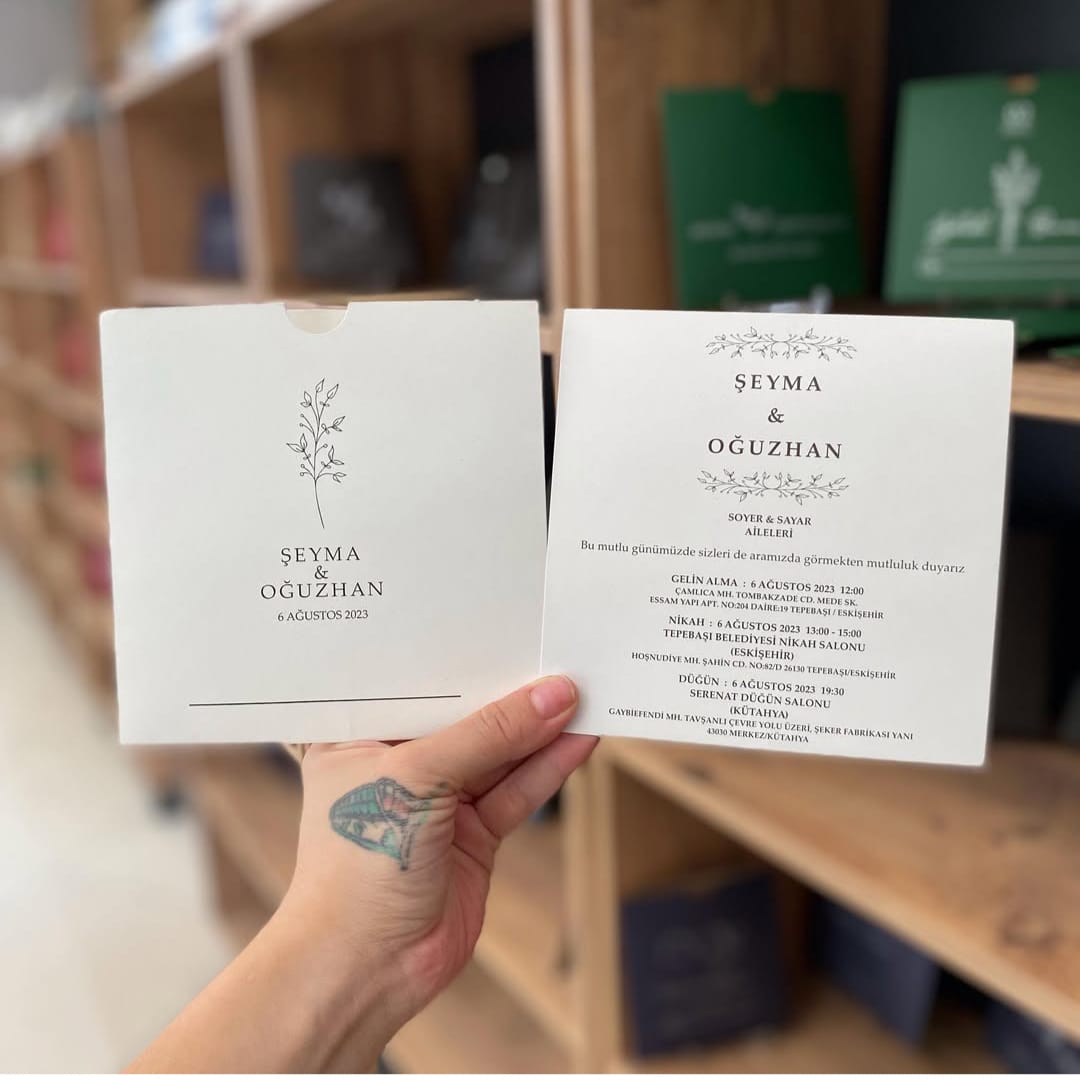 ŞEYMA
&
OĞUZHAN
6 AĞUSTOS 2023
ŞEYMA
&
OĞUZHAN
SOYER & SAYAR
AİLELERİ
Bu mutlu günümüzde sizleri de aramızda görmekten mutluluk duyarız
GELİN ALMA : 6 AĞUSTOS 2023 12:00
ÇAMLICA MH. TOMBAKZADE CD. MEDE SK.
ESSAM YAPI APT. NO:204 DAİRE:19 TEPEBAŞI / ESKİŞEHİR
NİKAH : 6 AĞUSTOS 2023 13:00 - 15:00
TEPEBAŞI BELEDİYESİ NİKAH SALONU
(ESKİŞEHİR)
HOŞNUDİYE MH. ŞAHİN CD. NO:82/D 26130 TEPEBAŞI/ESKİŞEHİR
DÜĞÜN : 6 AĞUSTOS 2023 19:30
SERENAT DÜĞÜN SALONU
(KÜTAHYA)
GAYBİEFENDİ MH. TAVŞANLI ÇEVRE YOLU ÜZERİ, ŞEKER FABRİKASI YANI
43030 MERKEZ/KÜTAHYA